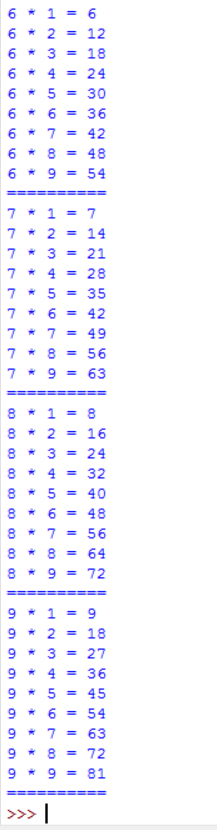 6 * 1 = 6
6 * 2 = 12
6 * 3 = 18
6 * 4 = 24
6 * 5 = 30
6 * 6 = 36
6 * 7 = 42
6 * 8 = 48
6 * 9 = 54
==========
7 * 1 = 7
7 * 2 = 14
7 * 3 = 21
7 * 4 = 28
7 * 5 = 35
7 * 6 = 42
7 * 7 = 49
7 * 8 = 56
7 * 9 = 63
==========
8 * 1 = 8
8 * 2 = 16
8 * 3 = 24
8 * 4 = 32
8 * 5 = 40
8 * 6 = 48
8 * 7 = 56
8 * 8 = 64
8 * 9 = 72
==========
9 * 1 = 9
9 * 2 = 18
9 * 3 = 27
9 * 4 = 36
9 * 5 = 45
9 * 6 = 54
9 * 7 = 63
9 * 8 = 72
9 * 9 = 81
==========
>>>